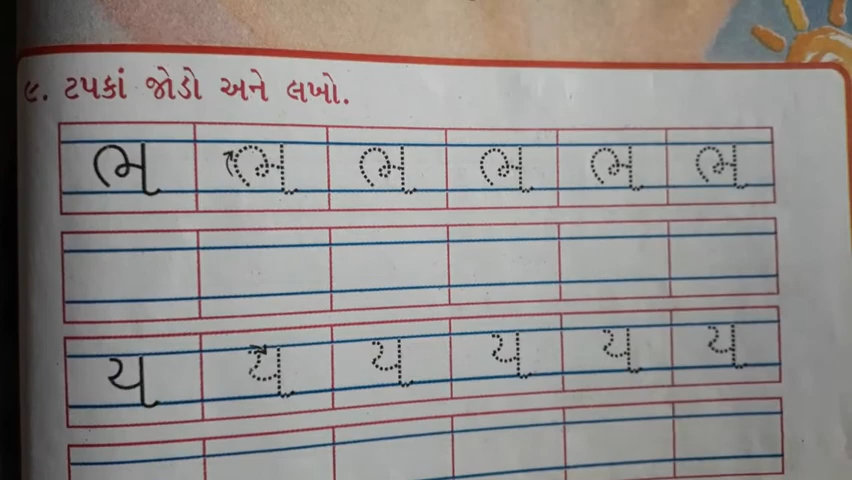 ૯. ટપકાં જોડો અને લખો.
ભ ભ ભ ભ ભ ભ
ય ય ય ય ય ય